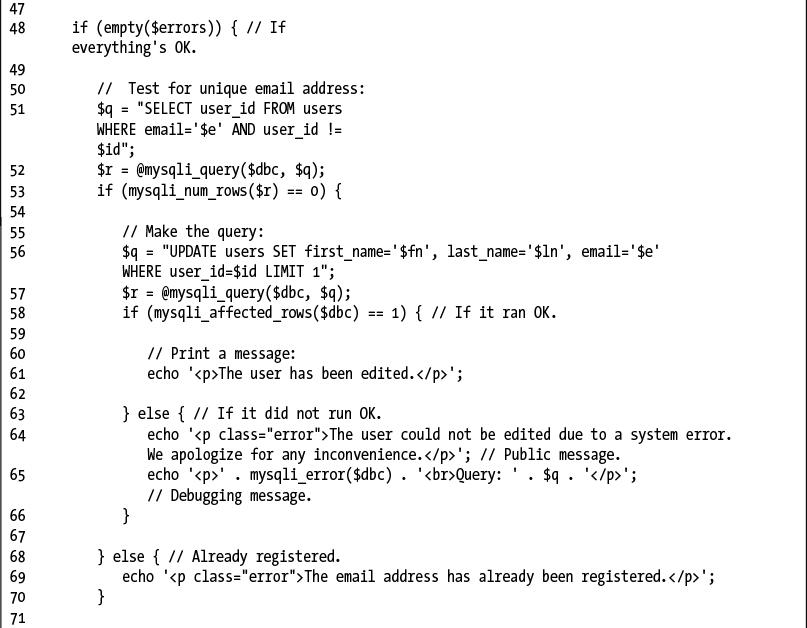 47
48 if (empty($errors)) { // If
everything's OK.
49
50 //  Test for unique email address:
51 $q = "SELECT user_id FROM users
WHERE email='$e' AND user_id !=
$id";
52 $r = @mysqli_query($dbc, $q);
53 if (mysqli_num_rows($r) == 0) {
54
55 // Make the query:
56 $q = "UPDATE users SET first_name='$fn', last_name='$ln', email='$e'
WHERE user_id=$id LIMIT 1";
57 $r = @mysqli_query($dbc, $q);
58 if (mysqli_affected_rows($dbc) == 1) { // If it ran OK.
59
60 // Print a message:
61 echo '<p>The user has been edited.</p>';
62
63 } else { // If it did not run OK.
64 echo '<p class="error">The user could not be edited due to a system error.
We apologize for any inconvenience.</p>'; // Public message.
65 echo '<p>' . mysqli_error($dbc) . '<br>Query: ' . $q . '</p>';
// Debugging message.
66 }
67
68 } else { // Already registered.
69 echo '<p class="error">The email address has already been registered.</p>';
70 }
71